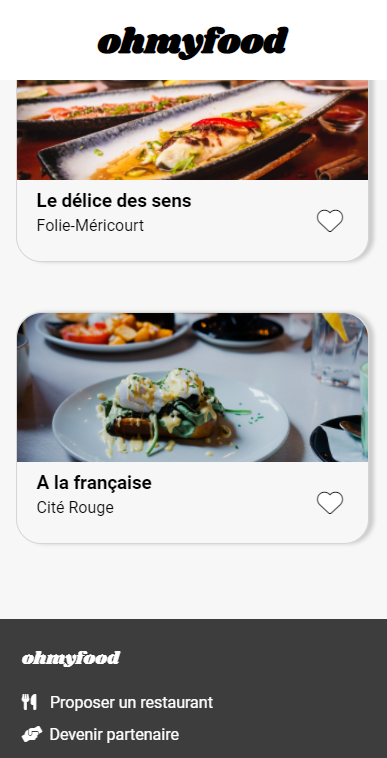 ohmyfood
Le délice des sens
Folie-Méricourt
A la française
Cité Rouge
ohmyfood
Proposer un restaurant
Devenir partenaire